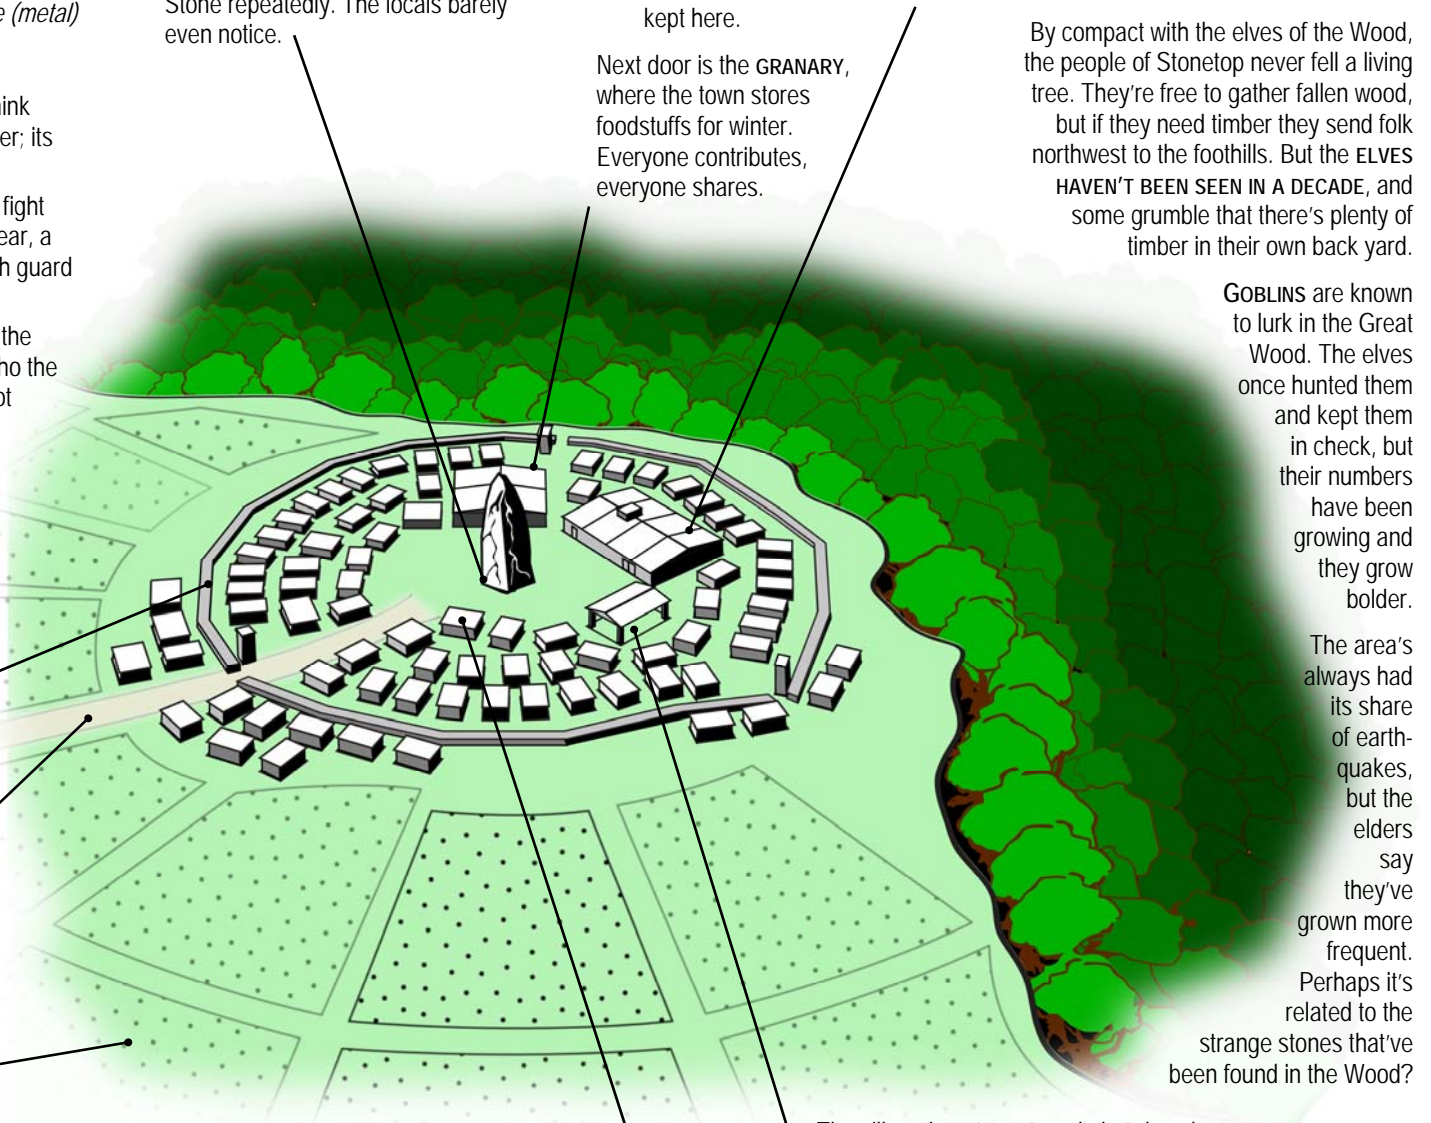 e (metal)
ink
er; its
fight
ear, a
h guard
the
ho the
ot
Stone repeatedly. The locals barely
even notice.
kept here.
Next door is the GRANARY,
where the town stores
foodstuffs for winter.
Everyone contributes,
everyone shares.
By compact with the elves of the Wood,
the people of Stonetop never fell a living
tree. They're free to gather fallen wood,
but if they need timber they send folk
northwest to the foothills. But the ELVES
HAVEN'T BEEN SEEN IN A DECADE, and
some grumble that there's plenty of
timber in their own back yard.
GOBLINS are known
to lurk in the Great
Wood. The elves
once hunted them
and kept them
in check, but
their numbers
have been
growing and
they grow
bolder.
The area's
always had
its share
of earth-
quakes,
but the
elders
say
they've
grown more
frequent.
Perhaps it's
related to the
strange stones that've
been found in the Wood?